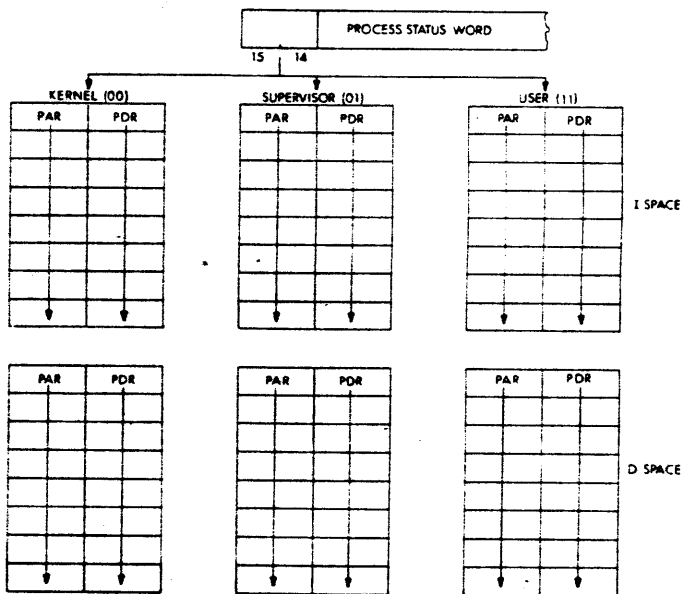 PROCESS STATUS WORD
15 14
KERNEL (00) SUPERVISOR (01) USER (11)
PAR PDR PAR PDR PAR PDR
I SPACE
PAR PDR PAR PDR PAR PDR
D SPACE